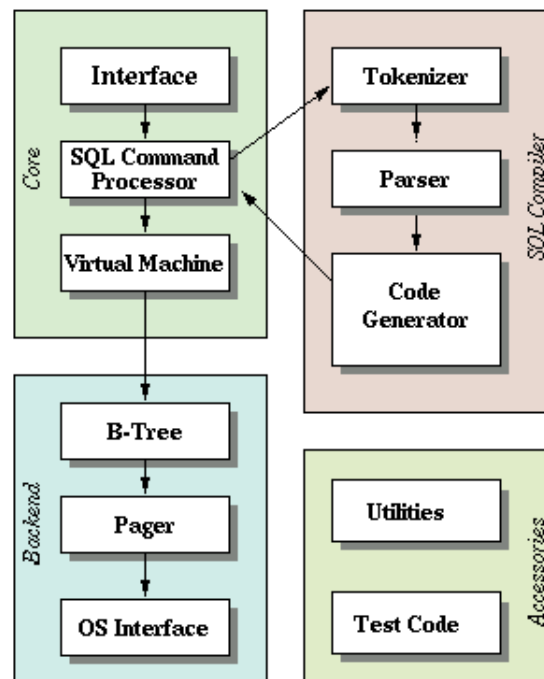 Core
Interface
SQL Command
Processor
Virtual Machine
SQL Compiler
Tokenizer
Parser
Code
Generator
Backend
B-Tree
Pager
OS Interface
Accessories
Utilities
Test Code